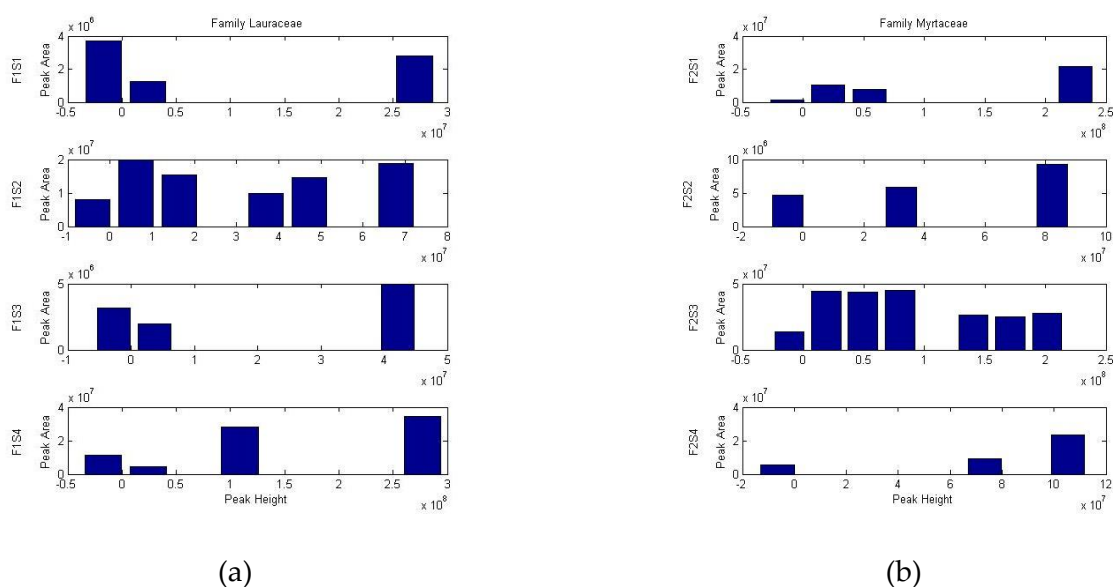 Family Lauraceae
x 10^6
F1S1
Peak Area
4
2
0
-0.5 0 0.5 1 1.5 2 2.5 3
x 10^7
x 10^7
F1S2
Peak Area
2
1
0
-1 0 1 2 3 4 5 6 7 8
x 10^7
x 10^6
F1S3
Peak Area
5
0
-1 0 1 2 3 4 5
x 10^7
x 10^7
F1S4
Peak Area
4
2
0
-0.5 0 0.5 1 1.5 2 2.5 3
Peak Height
x 10^8
(a)
Family Myrtaceae
x 10^7
F2S1
Peak Area
4
2
0
-0.5 0 0.5 1 1.5 2 2.5
x 10^8
x 10^6
F2S2
Peak Area
10
5
0
-2 0 2 4 6 8 10
x 10^7
x 10^7
F2S3
Peak Area
5
0
-0.5 0 0.5 1 1.5 2 2.5
x 10^8
x 10^7
F2S4
Peak Area
4
2
0
-2 0 2 4 6 8 10 12
Peak Height
x 10^7
(b)